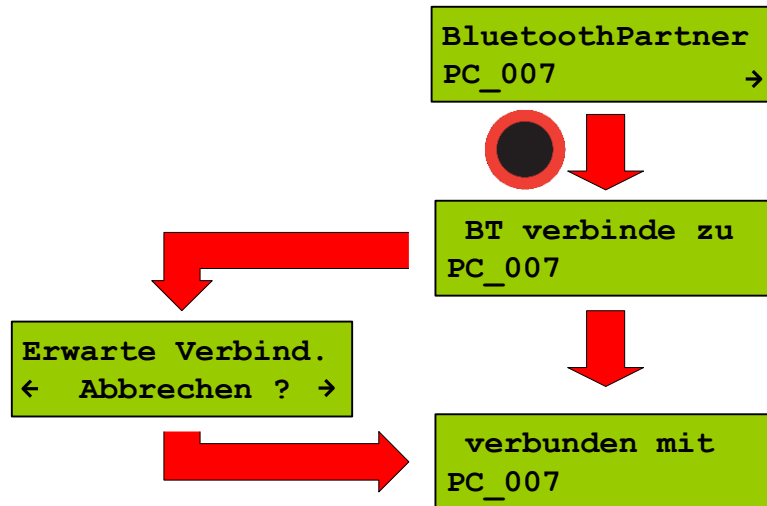 BluetoothPartner
PC_007 →
BT verbinde zu
PC_007
Erwarte Verbind.
← Abbrechen ? →
verbunden mit
PC_007